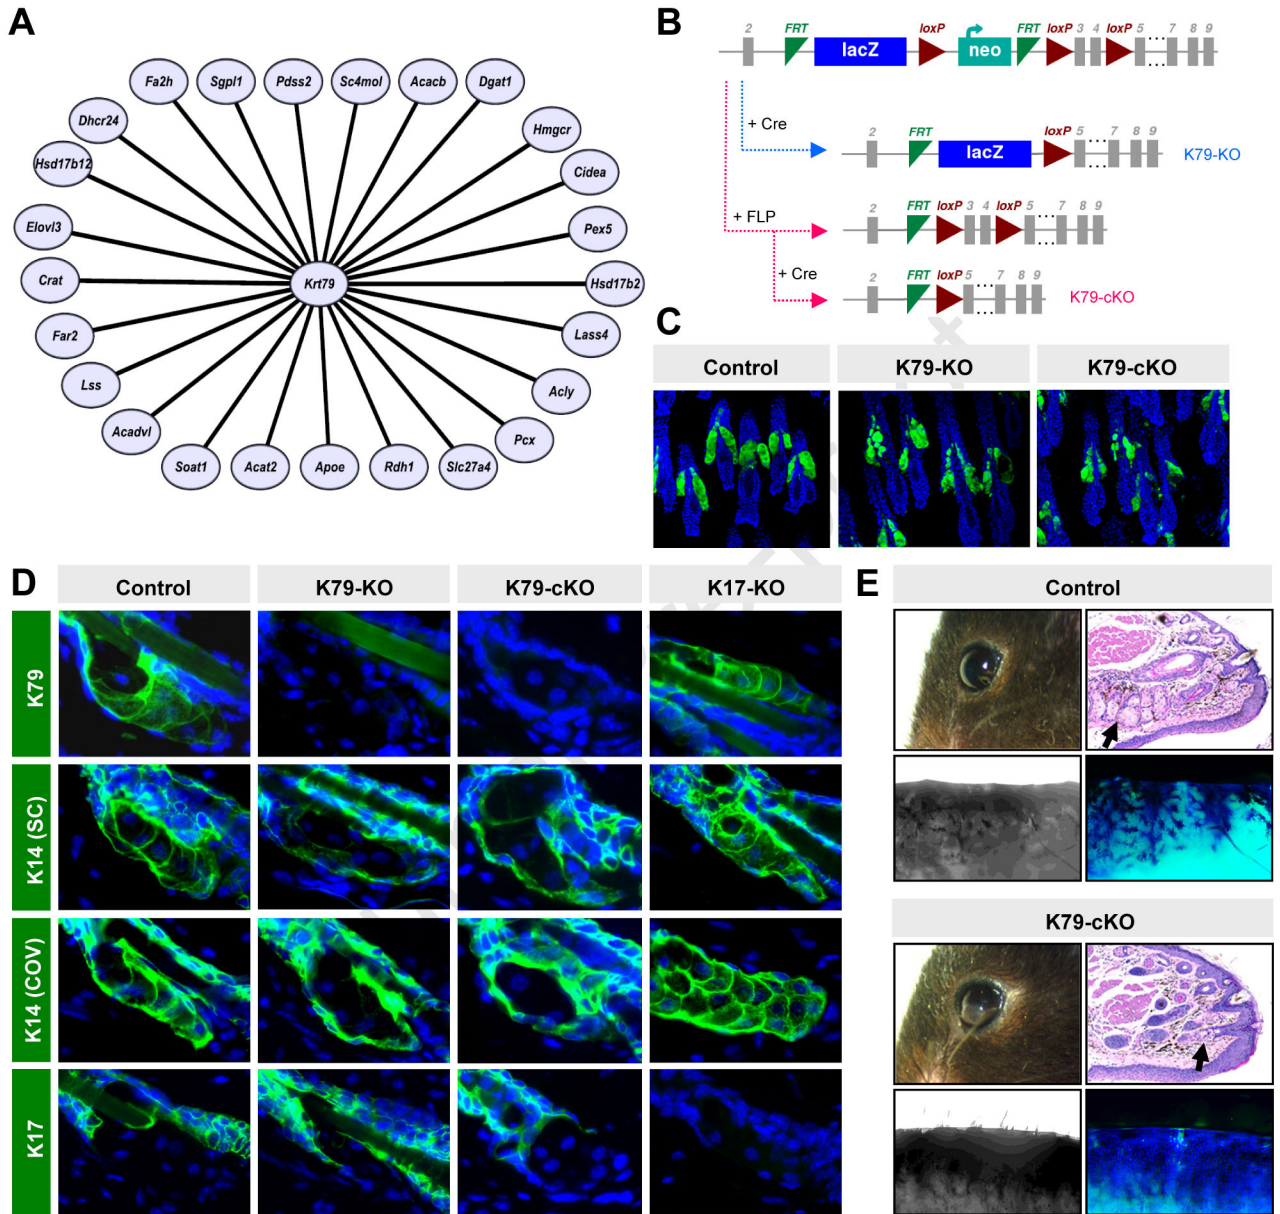 A
Fa2h
Sgpl1
Pdss2
Sc4mol
Acacb
Dgat1
Dhcr24
Hmgcr
Hsd17b12
Cidea
Elovl3
Pex5
Crat
Krt79
Hsd17b2
Far2
Lass4
Lss
Acly
Acadvl
Pcx
Soat1
Acat2
Apoe
Rdh1
Slc27a4
B
2 FRT lacZ loxP neo FRT loxP 3 4 loxP 5 ... 7 8 9
+ Cre
2 FRT lacZ loxP 5 ... 7 8 9
K79-KO
+ FLP
2 FRT loxP 3 4 loxP 5 ... 7 8 9
+ Cre
2 FRT loxP 5 ... 7 8 9
K79-cKO
C
Control K79-KO K79-cKO
D
Control K79-KO K79-cKO K17-KO
K79
K14 (SC)
K14 (COV)
K17
E
Control
K79-cKO